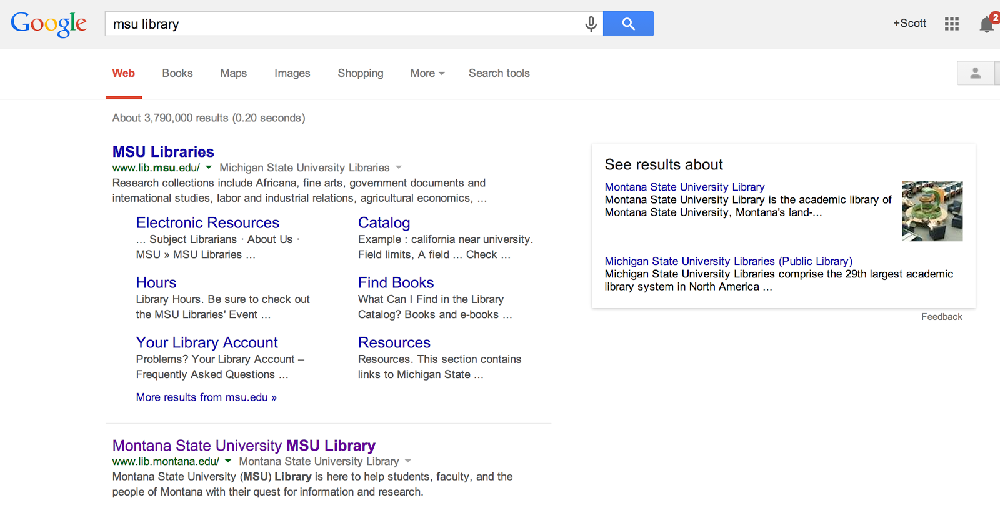 Google
msu library
+Scott
2
Web Books Maps Images Shopping More Search tools
About 3,790,000 results (0.20 seconds)
MSU Libraries
www.lib.msu.edu/ Michigan State University Libraries
Research collections include Africana, fine arts, government documents and
international studies, labor and industrial relations, agricultural economics, ...
Electronic Resources
... Subject Librarians · About Us ·
MSU » MSU Libraries ...
Catalog
Example : california near university.
Field limits, A field ... Check ...
Hours
Library Hours. Be sure to check out
the MSU Libraries' Event ...
Find Books
What Can I Find in the Library
Catalog? Books and e-books ...
Your Library Account
Problems? Your Library Account –
Frequently Asked Questions ...
Resources
Resources. This section contains
links to Michigan State ...
More results from msu.edu »
Montana State University MSU Library
www.lib.montana.edu/ Montana State University Library
Montana State University (MSU) Library is here to help students, faculty, and the
people of Montana with their quest for information and research.
See results about
Montana State University Library
Montana State University Library is the academic library of
Montana State University, Montana's land-...
Michigan State University Libraries (Public Library)
Michigan State University Libraries comprise the 29th largest academic
library system in North America ...
Feedback